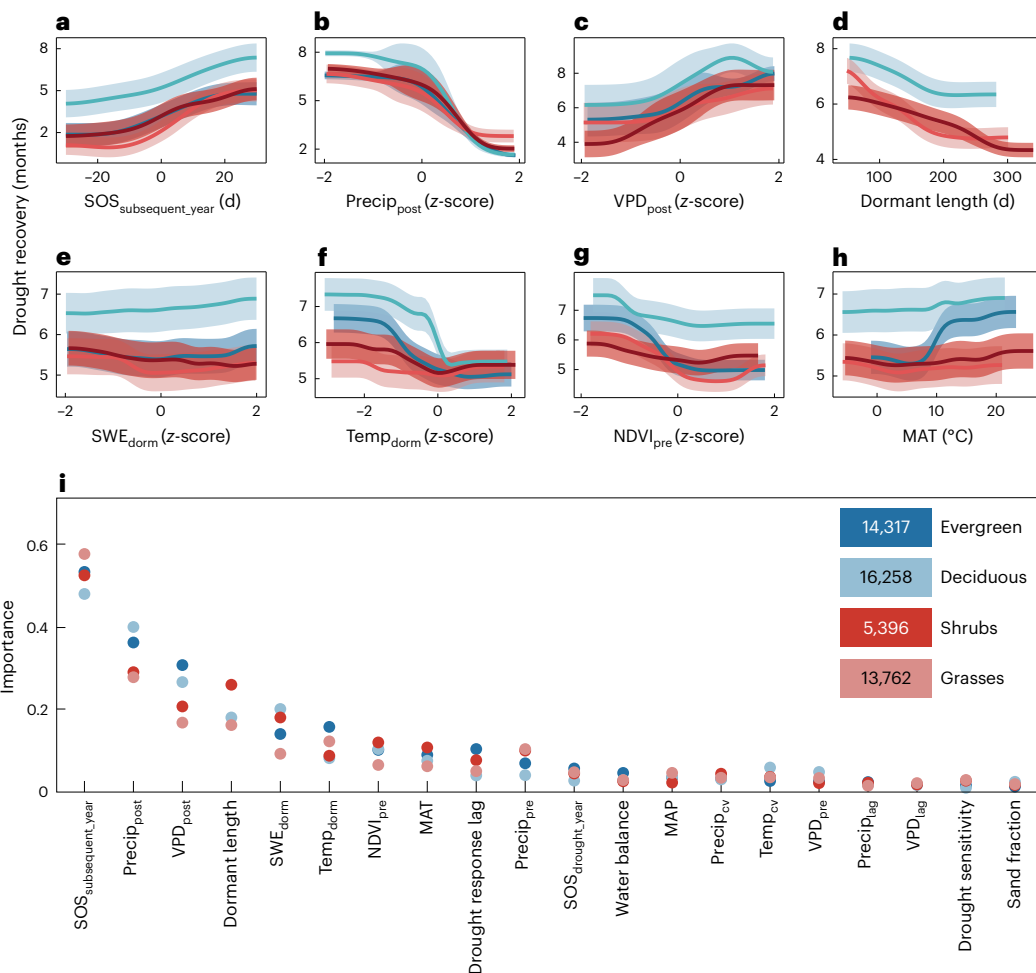 a
b
c
d
Drought recovery (months)
8
5
2
−20
0
20
SOSsubsequent_year (d)
8
5
2
−2
0
2
Precippost (z-score)
8
6
4
−2
0
2
VPDpost (z-score)
8
6
4
100
200
300
Dormant length (d)
e
f
g
h
7
6
5
−2
0
2
SWEdorm (z-score)
7
6
5
−2
0
2
Tempdorm (z-score)
7
6
5
−2
0
2
NDVIpre (z-score)
7
6
5
0
10
20
MAT (°C)
i
Importance
0.6
0.4
0.2
0
14,317 Evergreen
16,258 Deciduous
5,396 Shrubs
13,762 Grasses
SOSsubsequent_year
Precippost
VPDpost
Dormant length
SWEdorm
Tempdorm
NDVIpre
MAT
Drought response lag
Precippre
SOSdrought_year
Water balance
MAP
Precipcv
Tempcv
VPDpre
Preciplag
VPDlag
Drought sensitivity
Sand fraction